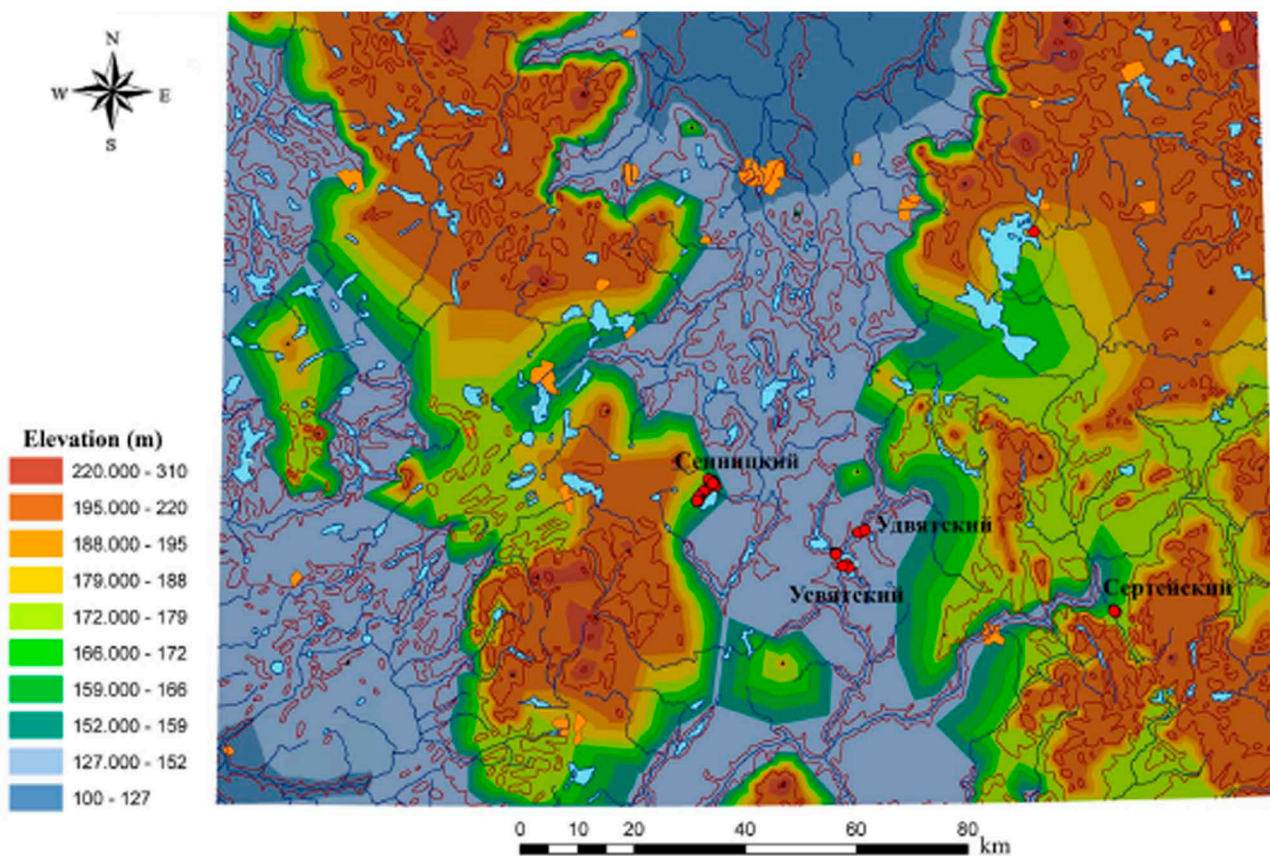 N
W E
S
Elevation (m)
220.000 - 310
195.000 - 220
188.000 - 195
179.000 - 188
172.000 - 179
166.000 - 172
159.000 - 166
152.000 - 159
127.000 - 152
100 - 127
Сенницкий
Удвятский
Усвятский
Сертейский
0 10 20 40 60 80
km